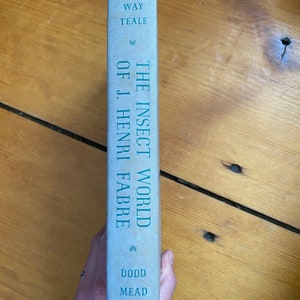 WAY
TEALE
THE INSECT WORLD
OF J. HENRI FABRE
DODD
MEAD